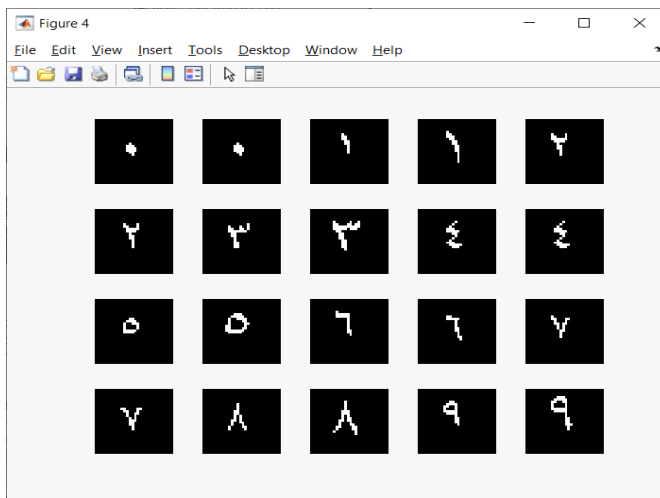 Figure 4
File Edit View Insert Tools Desktop Window Help
٠ ٠ ١ ١ ٢
٢ ٣ ٣ ٤ ٤
٥ ٥ ٦ ٦ ٧
٧ ٨ ٨ ٩ ٩